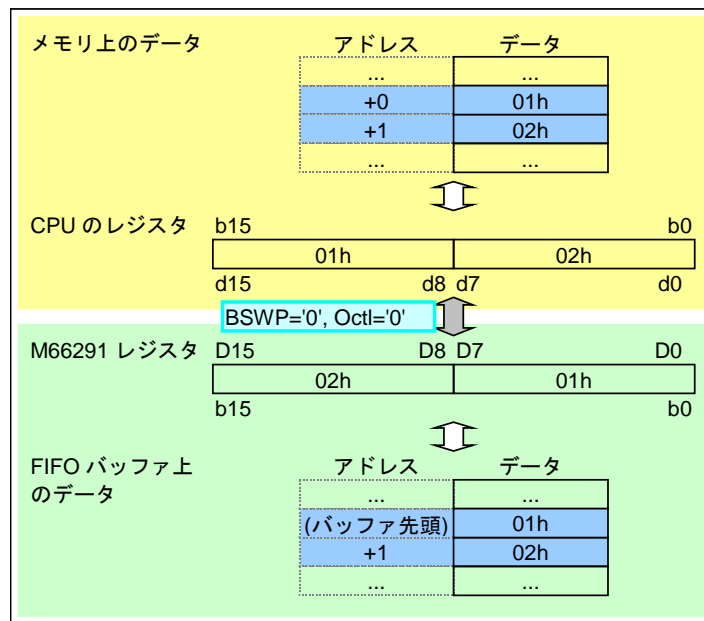 メモリ上のデータ アドレス データ
... ...
+0 01h
+1 02h
... ...
CPU のレジスタ b15 b0
01h 02h
d15 d8 d7 d0
BSWP='0', Octl='0'
M66291 レジスタ D15 D8 D7 D0
02h 01h
b15 b0
FIFO バッファ上 アドレス データ
のデータ ... ...
(バッファ先頭) 01h
+1 02h
... ...